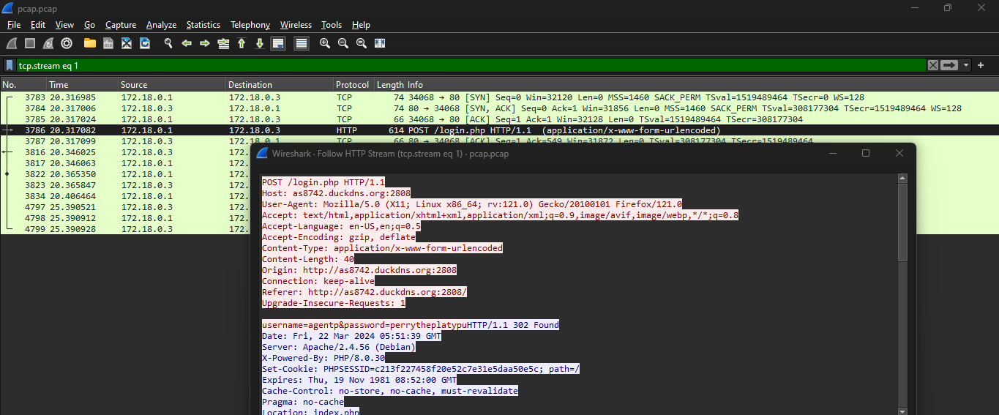 pcap.pcap
File Edit View Go Capture Analyze Statistics Telephony Wireless Tools Help
tcp.stream eq 1
No. Time Source Destination Protocol Length Info
3783 20.316985 172.18.0.1 172.18.0.3 TCP 74 34068 → 80 [SYN] Seq=0 Win=32120 Len=0 MSS=1460 SACK_PERM TSval=1519489464 TSecr=0 WS=128
3784 20.317006 172.18.0.3 172.18.0.1 TCP 74 80 → 34068 [SYN, ACK] Seq=0 Ack=1 Win=31856 Len=0 MSS=1460 SACK_PERM TSval=308177304 TSecr=1519489464 WS=128
3785 20.317024 172.18.0.1 172.18.0.3 TCP 66 34068 → 80 [ACK] Seq=1 Ack=1 Win=32128 Len=0 TSval=1519489464 TSecr=308177304
3786 20.317082 172.18.0.1 172.18.0.3 HTTP 614 POST /login.php HTTP/1.1 (application/x-www-form-urlencoded)
3787 20.317099 172.18.0.3 172.18.0.1 TCP 66 80 → 34068 [ACK] Seq=1 Ack=549 Win=31872 Len=0 TSval=308177304 TSecr=1519489464
3816 20.346025 172.18.0.3 172.
3817 20.346063 172.18.0.1 172.
3822 20.365350 172.18.0.1 172.
3823 20.365847 172.18.0.3 172.
3834 20.406464 172.18.0.1 172.
4797 25.390521 172.18.0.3 172.
4798 25.390912 172.18.0.1 172.
4799 25.390928 172.18.0.3 172.
Wireshark · Follow HTTP Stream (tcp.stream eq 1) · pcap.pcap
POST /login.php HTTP/1.1
Host: as8742.duckdns.org:2808
User-Agent: Mozilla/5.0 (X11; Linux x86_64; rv:121.0) Gecko/20100101 Firefox/121.0
Accept: text/html,application/xhtml+xml,application/xml;q=0.9,image/avif,image/webp,*/*;q=0.8
Accept-Language: en-US,en;q=0.5
Accept-Encoding: gzip, deflate
Content-Type: application/x-www-form-urlencoded
Content-Length: 40
Origin: http://as8742.duckdns.org:2808
Connection: keep-alive
Referer: http://as8742.duckdns.org:2808/
Upgrade-Insecure-Requests: 1
username=agentp&password=perrytheplatypuHTTP/1.1 302 Found
Date: Fri, 22 Mar 2024 05:51:39 GMT
Server: Apache/2.4.56 (Debian)
X-Powered-By: PHP/8.0.30
Set-Cookie: PHPSESSID=c213f227458f20e52c7e31e5daa50e5c; path=/
Expires: Thu, 19 Nov 1981 08:52:00 GMT
Cache-Control: no-store, no-cache, must-revalidate
Pragma: no-cache
Location: index.php